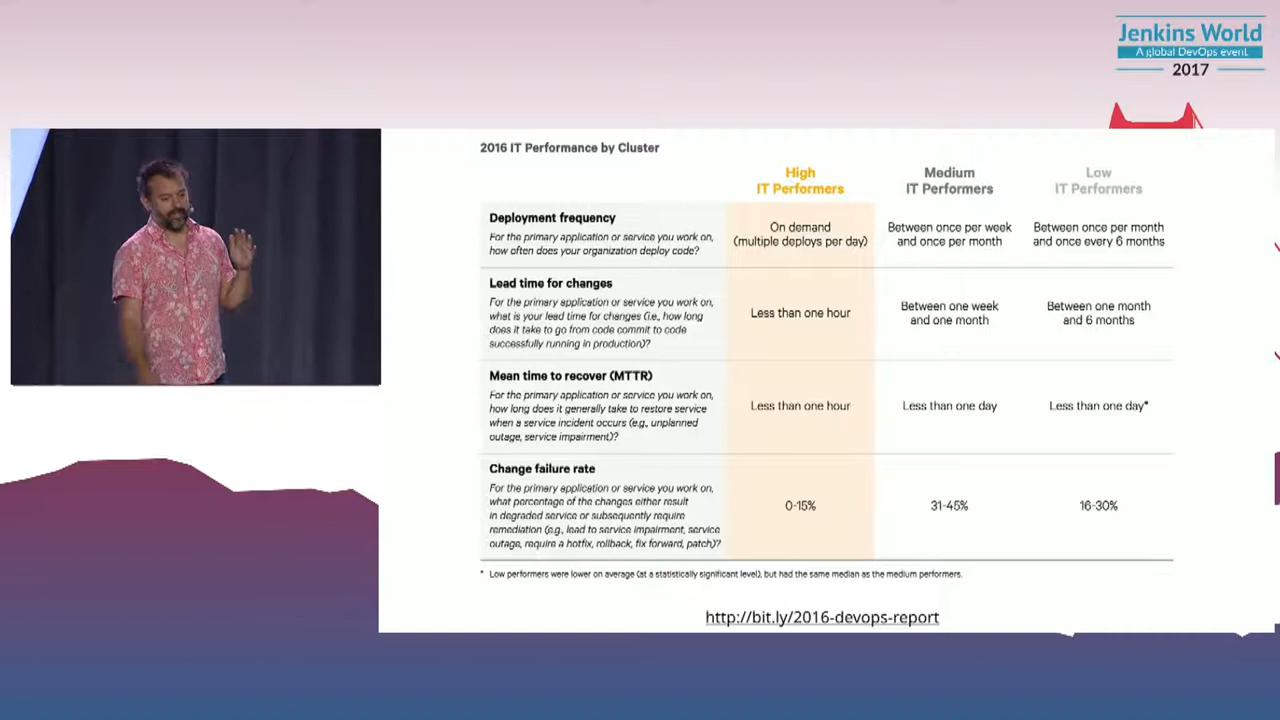 Jenkins World
A global DevOps event
2017
2016 IT Performance by Cluster
High
IT Performers
Medium
IT Performers
Low
IT Performers
Deployment frequency
For the primary application or service you work on,
how often does your organization deploy code?
On demand
(multiple deploys per day)
Between once per week
and once per month
Between once per month
and once every 6 months
Lead time for changes
For the primary application or service you work on,
what is your lead time for changes (i.e., how long
does it take to go from code commit to code
successfully running in production)?
Less than one hour
Between one week
and one month
Between one month
and 6 months
Mean time to recover (MTTR)
For the primary application or service you work on,
how long does it generally take to restore service
when a service incident occurs (e.g., unplanned
outage, service impairment)?
Less than one hour
Less than one day
Less than one day*
Change failure rate
For the primary application or service you work on,
what percentage of the changes either result
in degraded service or subsequently require
remediation (e.g., lead to service impairment, service
outage, require a hotfix, rollback, fix forward, patch)?
0-15%
31-45%
16-30%
* Low performers were lower on average (at a statistically significant level), but had the same median as the medium performers.
http://bit.ly/2016-devops-report